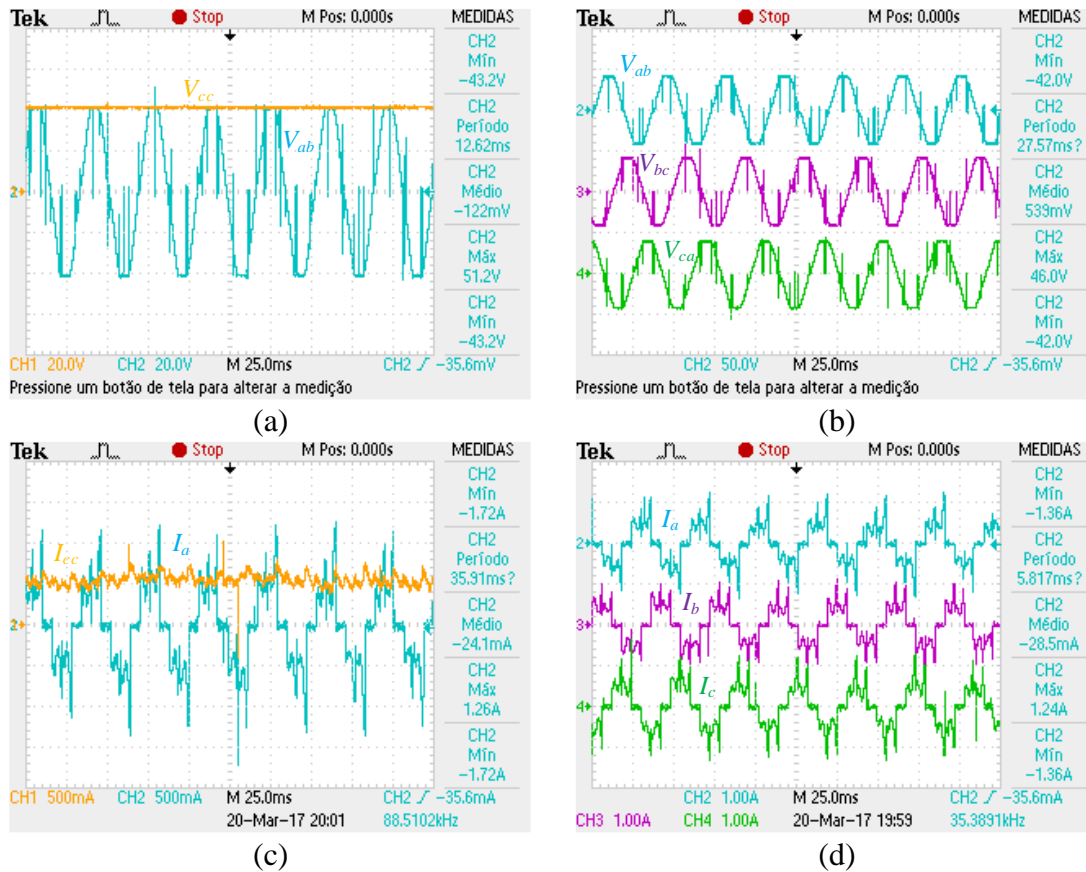 Tek Stop M Pos: 0.000s MEDIDAS
CH2
Mín
−43.2V
CH2
Período
12.62ms
CH2
Médio
−122mV
CH2
Máx
51.2V
CH2
Mín
−43.2V
Vcc
Vab
2
CH1 20.0V CH2 20.0V M 25.0ms CH2 −35.6mV
Pressione um botão de tela para alterar a medição
(a)
Tek Stop M Pos: 0.000s MEDIDAS
CH2
Mín
−42.0V
CH2
Período
27.57ms?
CH2
Médio
539mV
CH2
Máx
46.0V
CH2
Mín
−42.0V
Vab
2
Vbc
3
Vca
4
CH2 50.0V M 25.0ms CH2 −35.6mV
Pressione um botão de tela para alterar a medição
(b)
Tek Stop M Pos: 0.000s MEDIDAS
CH2
Mín
−1.72A
CH2
Período
35.91ms?
CH2
Médio
−24.1mA
CH2
Máx
1.26A
CH2
Mín
−1.72A
Icc Ia
2
CH1 500mA CH2 500mA M 25.0ms CH2 −35.6mA
20-Mar-17 20:01 88.5102kHz
(c)
Tek Stop M Pos: 0.000s MEDIDAS
CH2
Mín
−1.36A
CH2
Período
5.817ms?
CH2
Médio
−28.5mA
CH2
Máx
1.24A
CH2
Mín
−1.36A
Ia
2
Ib
3
Ic
4
CH2 1.00A M 25.0ms CH2 −35.6mA
CH3 1.00A CH4 1.00A 20-Mar-17 19:59 35.3891kHz
(d)